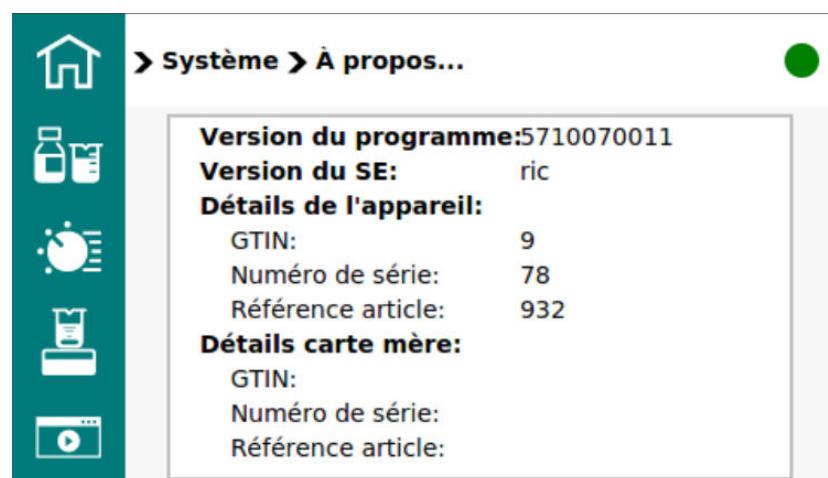 ❯ Système ❯ À propos...
Version du programme:5710070011
Version du SE: ric
Détails de l'appareil:
GTIN: 9
Numéro de série: 78
Référence article: 932
Détails carte mère:
GTIN:
Numéro de série:
Référence article: